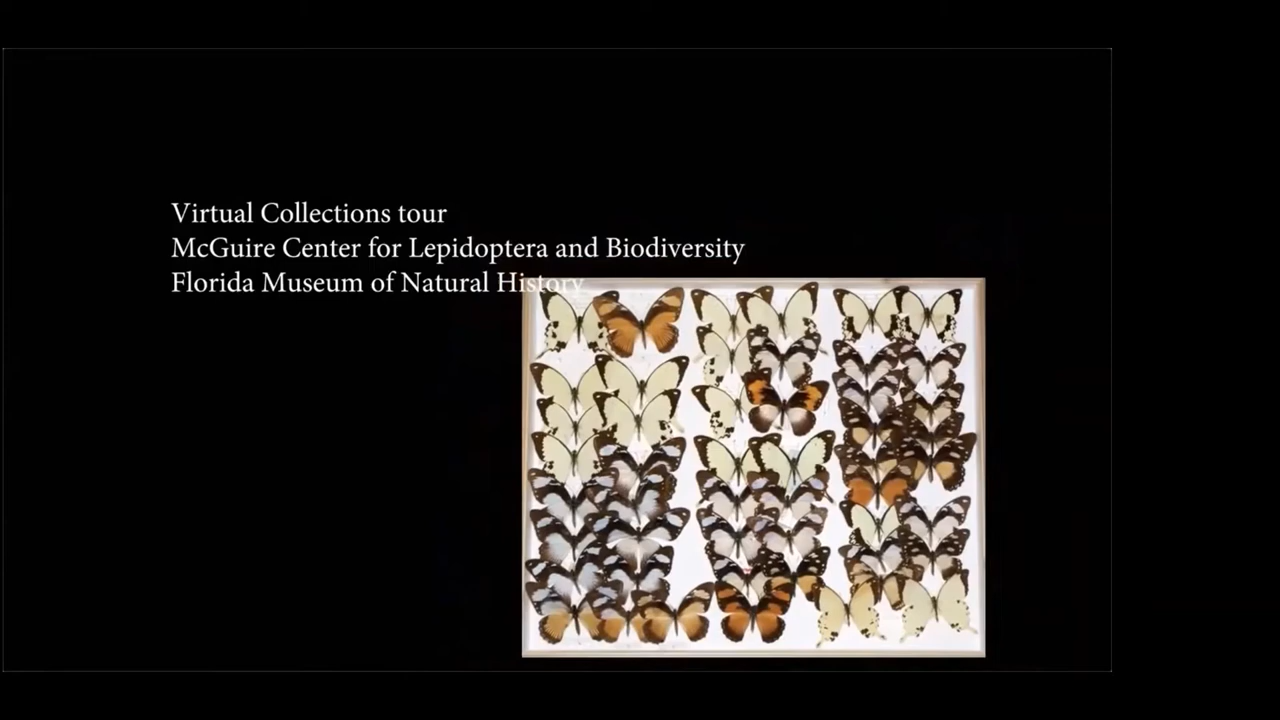 Virtual Collections tour
McGuire Center for Lepidoptera and Biodiversity
Florida Museum of Natural History